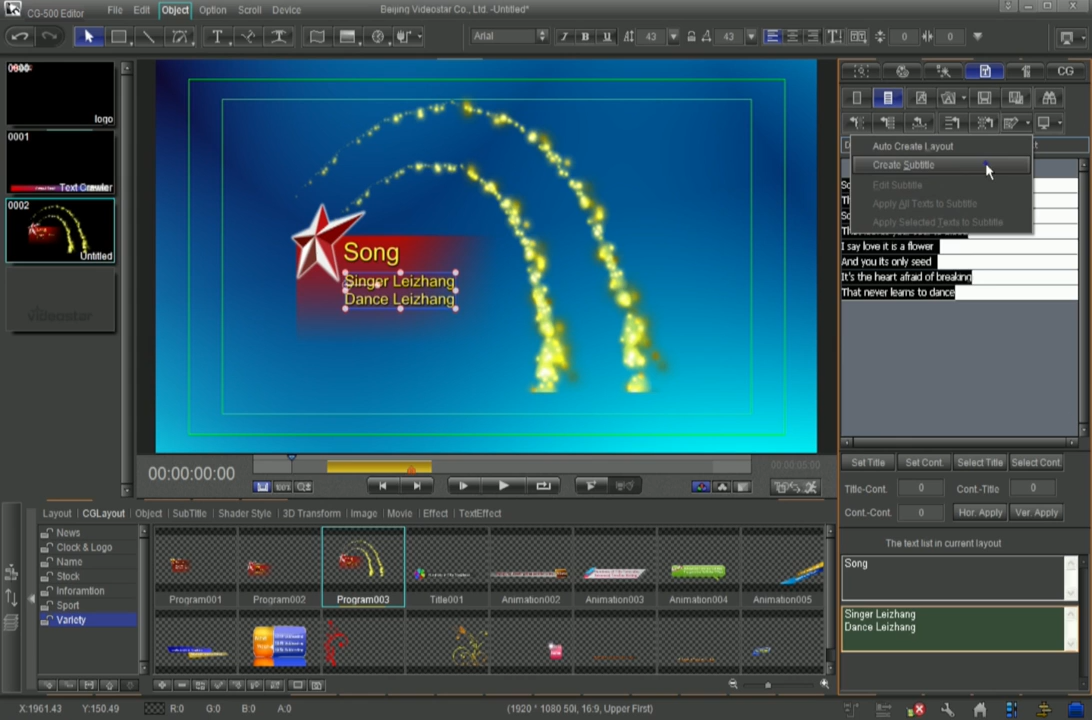 CG-500 Editor
File Edit Object Option Scroll Device
Beijing Videostar Co., Ltd. -Untitled*
Arial
43
43
0
0
CG
0000
logo
0001
Text Crawler
0002
Untitled
videostar
Song
Singer Leizhang
Dance Leizhang
Auto Create Layout
Create Subtitle
Edit Subtitle
Apply All Texts to Subtitle
Apply Selected Texts to Subtitle
I say love it is a flower
And you its only seed
It's the heart afraid of breaking
That never learns to dance
00:00:00:00
00:00:05:00
100%
Set Title Set Cont. Select Title Select Cont.
Title-Cont. 0 Cont.-Title 0
Cont.-Cont. 0 Hor. Apply Ver. Apply
The text list in current layout
Song
Singer Leizhang
Dance Leizhang
Layout CGLayout Object SubTitle Shader Style 3D Transform Image Movie Effect TextEffect
News
Clock & Logo
Name
Stock
Inforamtion
Sport
Variety
Program001 Program002 Program003 Title001 Animation002 Animation003 Animation004 Animation005
X:1961.43 Y:150.49 R:0 G:0 B:0 A:0 (1920 * 1080 50I, 16:9, Upper First)